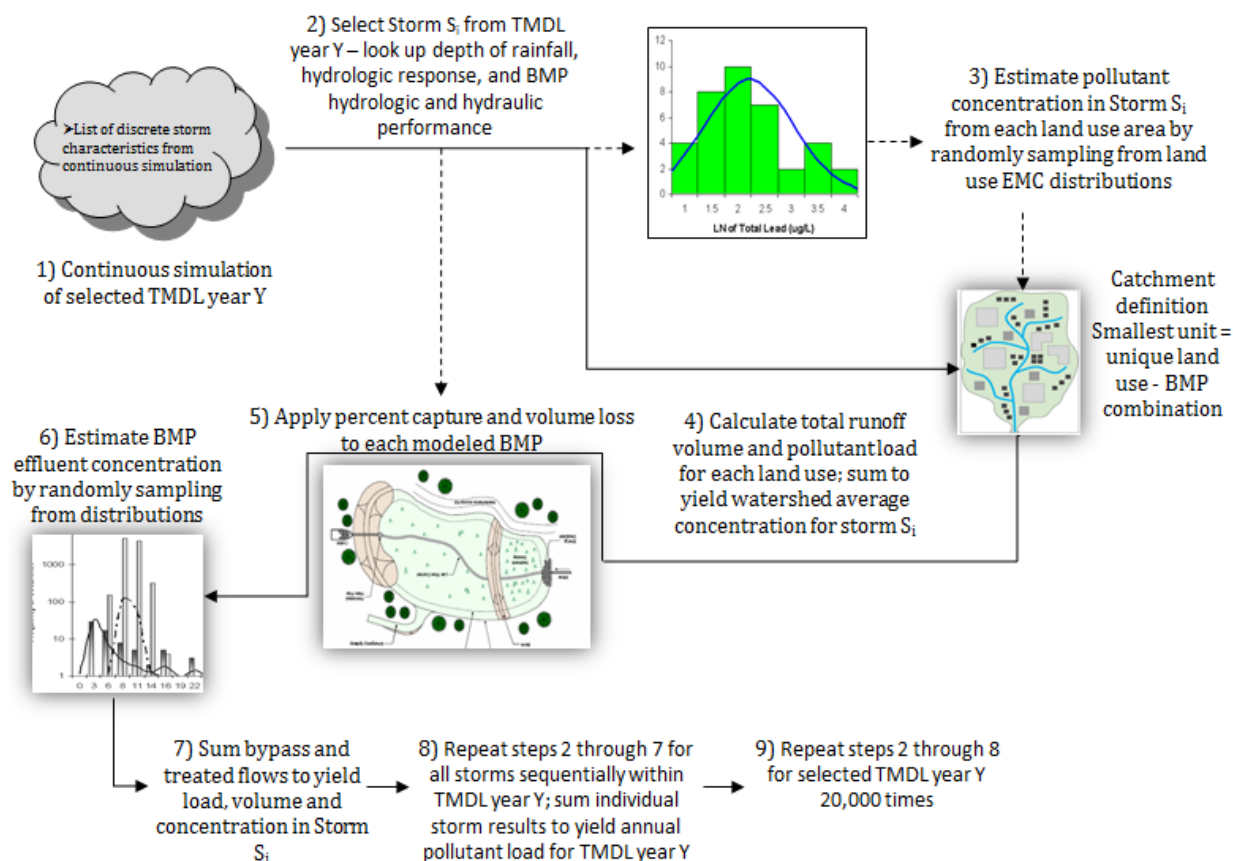 2) Select Storm Si from TMDL
year Y – look up depth of rainfall,
hydrologic response, and BMP
hydrologic and hydraulic
performance
➢List of discrete storm
characteristics from
continuous simulation
1) Continuous simulation
of selected TMDL year Y
12
10
8
6
4
2
0
1 1.5 2 2.5 3 3.5 4
LN of Total Lead (ug/L)
3) Estimate pollutant
concentration in Storm Si
from each land use area by
randomly sampling from land
use EMC distributions
Catchment
definition
Smallest unit =
unique land
use - BMP
combination
4) Calculate total runoff
volume and pollutant load
for each land use; sum to
yield watershed average
concentration for storm Si
5) Apply percent capture and volume loss
to each modeled BMP
6) Estimate BMP
effluent concentration
by randomly sampling
from distributions
1000
100
10
1
0 3 6 8 11 14 16 19 22
7) Sum bypass and
treated flows to yield
load, volume and
concentration in Storm
Si
8) Repeat steps 2 through 7 for
all storms sequentially within
TMDL year Y; sum individual
storm results to yield annual
pollutant load for TMDL year Y
9) Repeat steps 2 through 8
for selected TMDL year Y
20,000 times